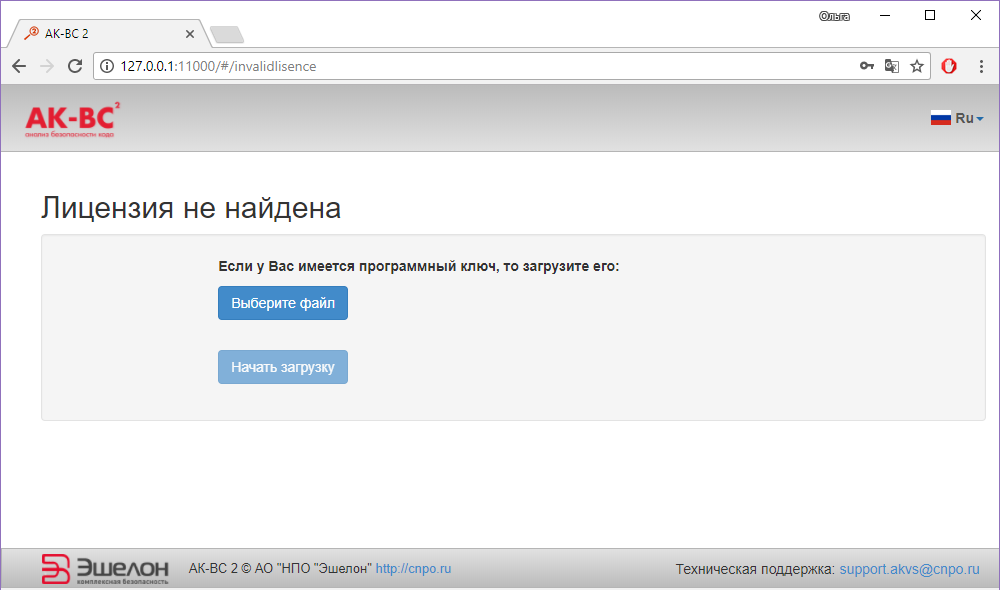 Ольга
АК-ВС 2
127.0.0.1:11000/#/invalidlisence
АК-ВС 2
анализ безопасности кода
Ru
Лицензия не найдена
Если у Вас имеется программный ключ, то загрузите его:
Выберите файл
Начать загрузку
Эшелон
комплексная безопасность
АК-ВС 2 © АО "НПО "Эшелон" http://cnpo.ru
Техническая поддержка: support.akvs@cnpo.ru